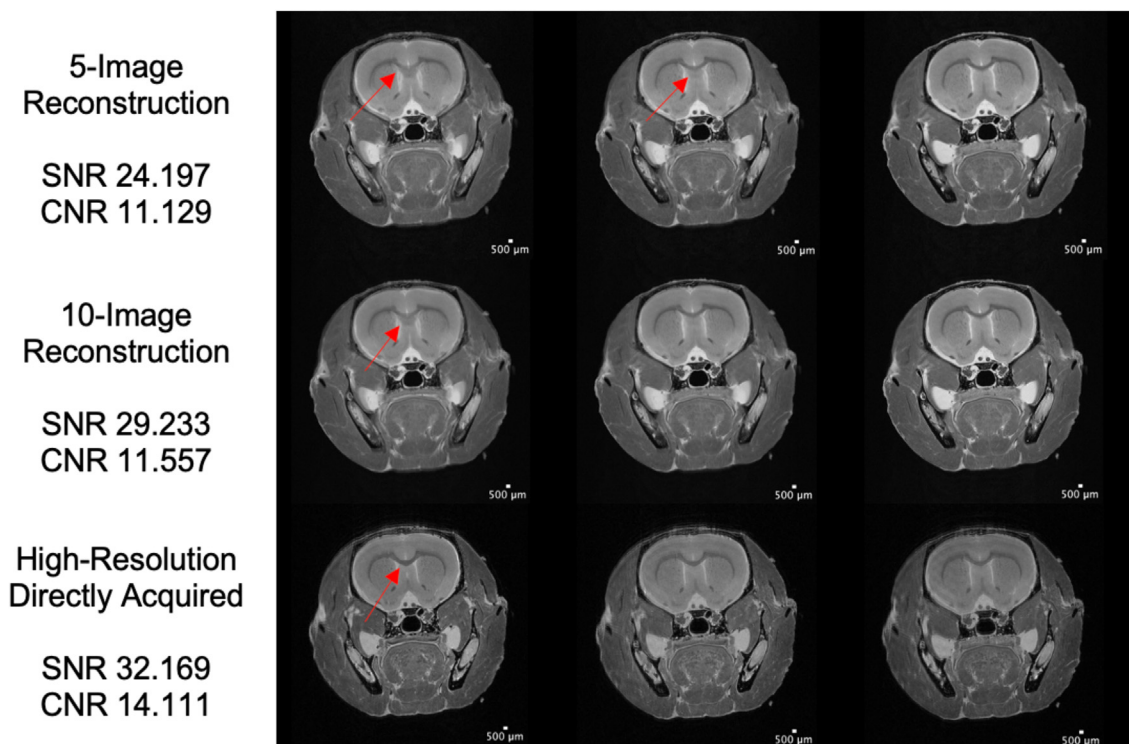 5-Image
Reconstruction
SNR 24.197
CNR 11.129
500 μm
500 μm
500 μm
10-Image
Reconstruction
SNR 29.233
CNR 11.557
500 μm
500 μm
500 μm
High-Resolution
Directly Acquired
SNR 32.169
CNR 14.111
500 μm
500 μm
500 μm